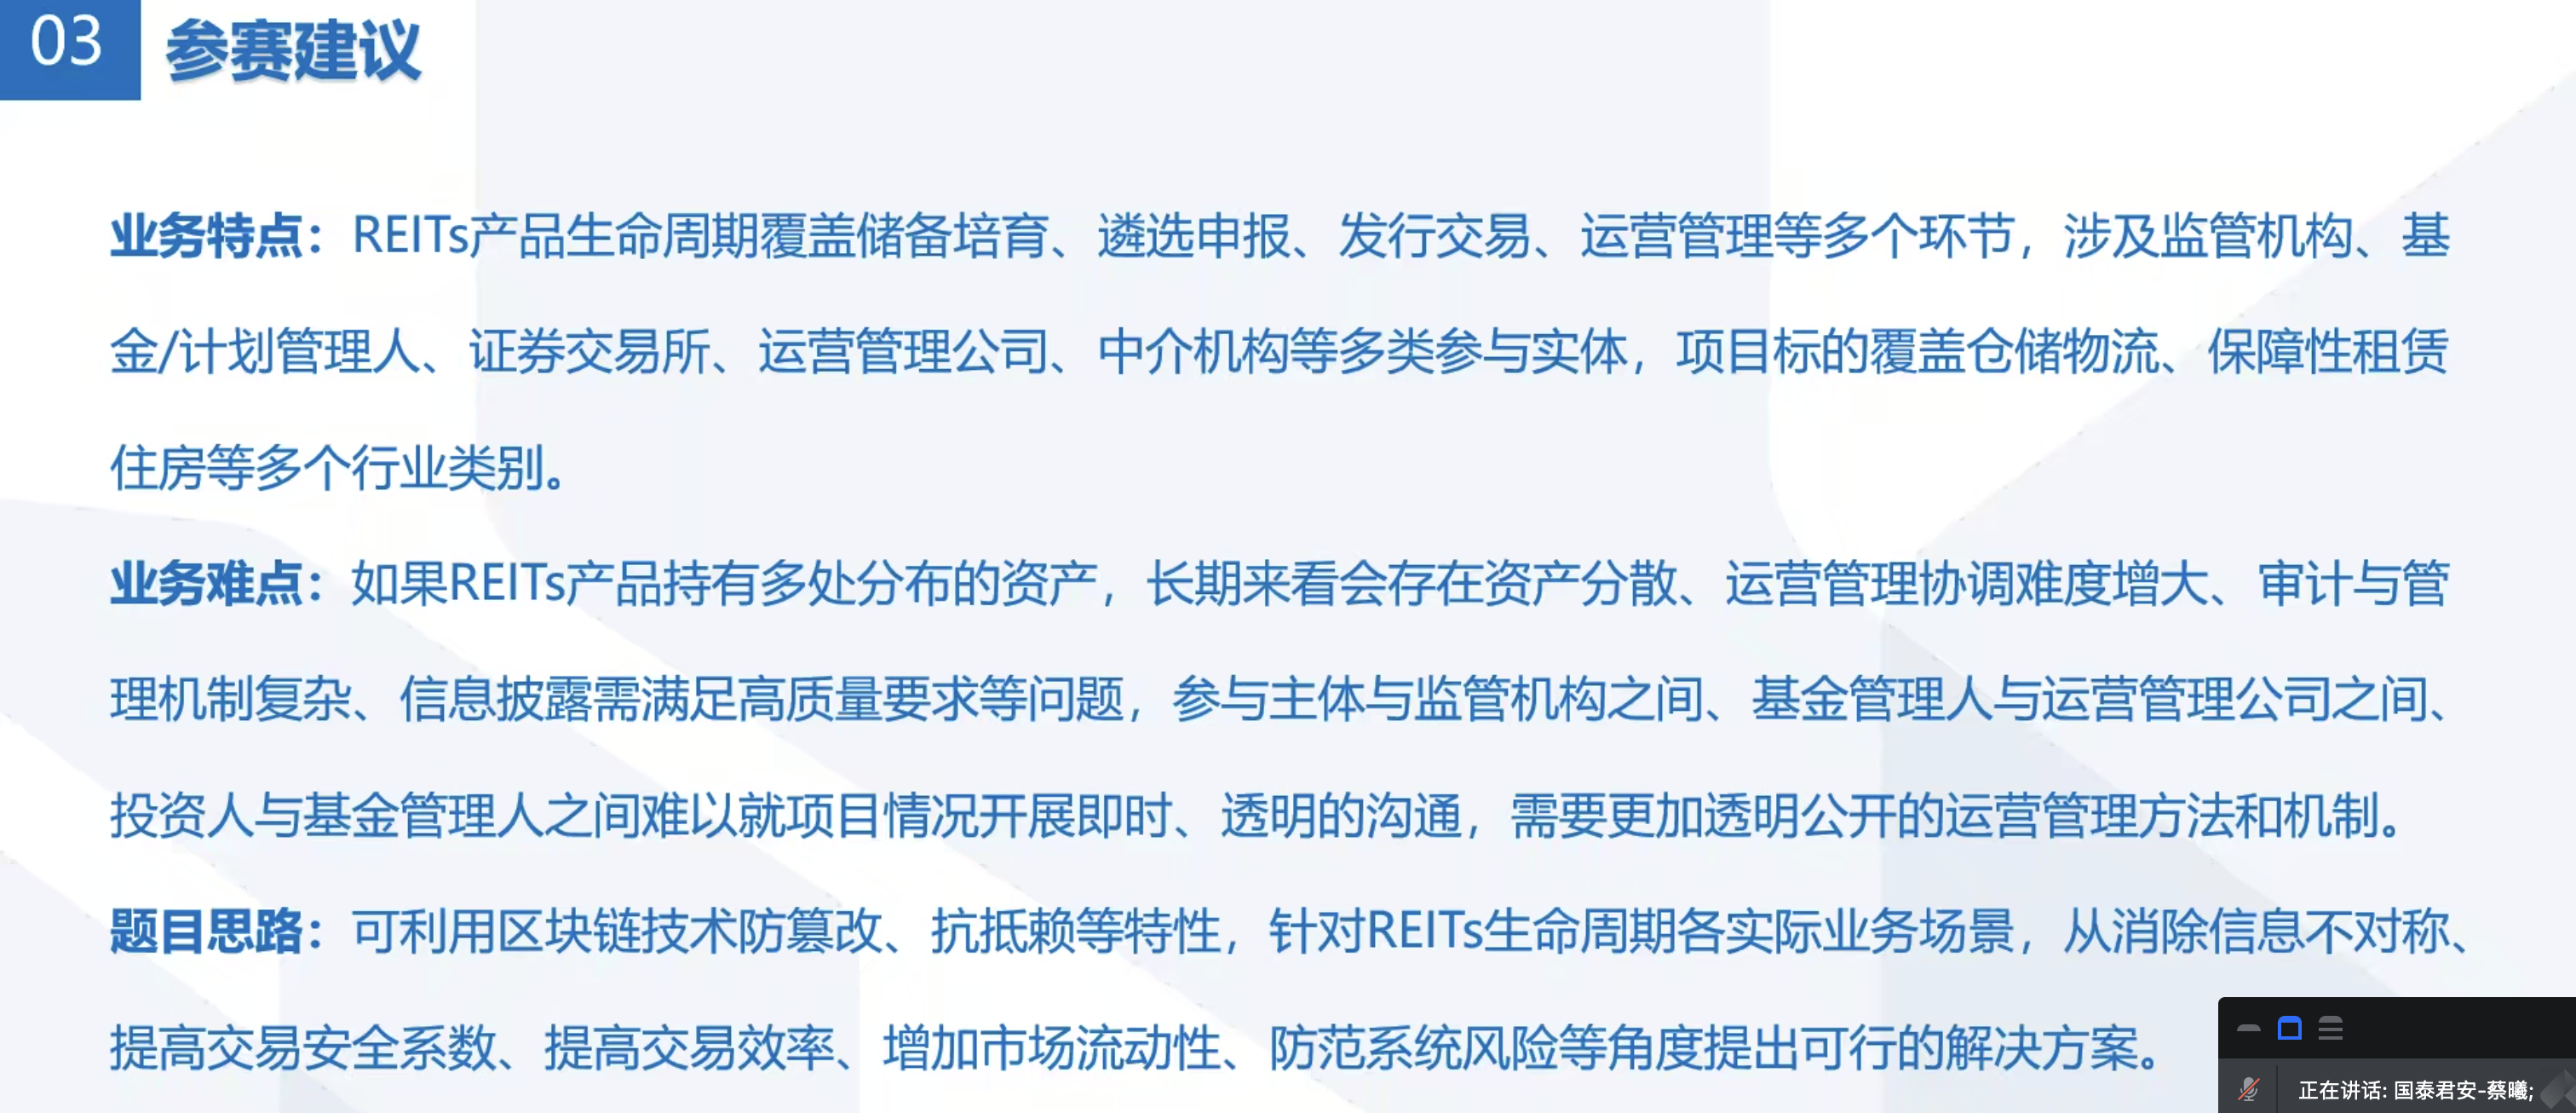 03 参赛建议
业务特点：REITs产品生命周期覆盖储备培育、遴选申报、发行交易、运营管理等多个环节，涉及监管机构、基
金/计划管理人、证券交易所、运营管理公司、中介机构等多类参与实体，项目标的覆盖仓储物流、保障性租赁
住房等多个行业类别。
业务难点：如果REITs产品持有多处分布的资产，长期来看会存在资产分散、运营管理协调难度增大、审计与管
理机制复杂、信息披露需满足高质量要求等问题，参与主体与监管机构之间、基金管理人与运营管理公司之间、
投资人与基金管理人之间难以就项目情况开展即时、透明的沟通，需要更加透明公开的运营管理方法和机制。
题目思路：可利用区块链技术防篡改、抗抵赖等特性，针对REITs生命周期各实际业务场景，从消除信息不对称、
提高交易安全系数、提高交易效率、增加市场流动性、防范系统风险等角度提出可行的解决方案。
正在讲话: 国泰君安-蔡曦;